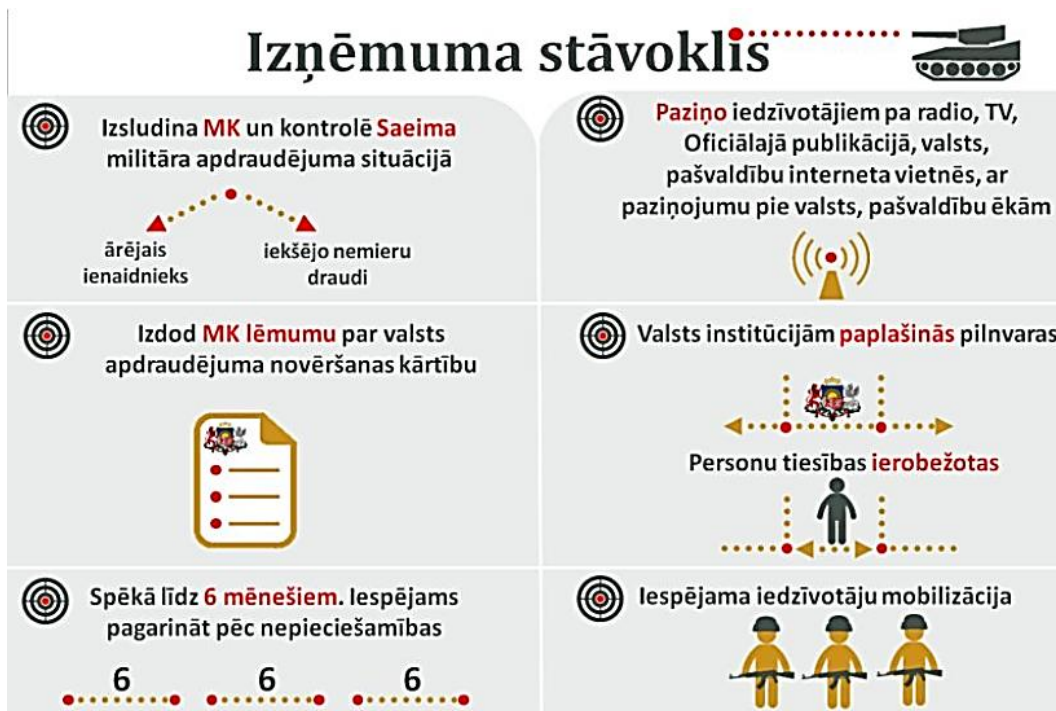 Izņēmuma stāvoklis
Izsludina MK un kontrolē Saeima
militāra apdraudējuma situācijā
ārējais
ienaidnieks
iekšējo nemieru
draudi
Paziņo iedzīvotājiem pa radio, TV,
Oficiālajā publikācijā, valsts,
pašvaldību interneta vietnēs, ar
paziņojumu pie valsts, pašvaldību ēkām
Izdod MK lēmumu par valsts
apdraudējuma novēršanas kārtību
Valsts institūcijām paplašinās pilnvaras
Personu tiesības ierobežotas
Spēkā līdz 6 mēnešiem. Iespējams
pagarināt pēc nepieciešamības
6 6 6
Iespējama iedzīvotāju mobilizācija